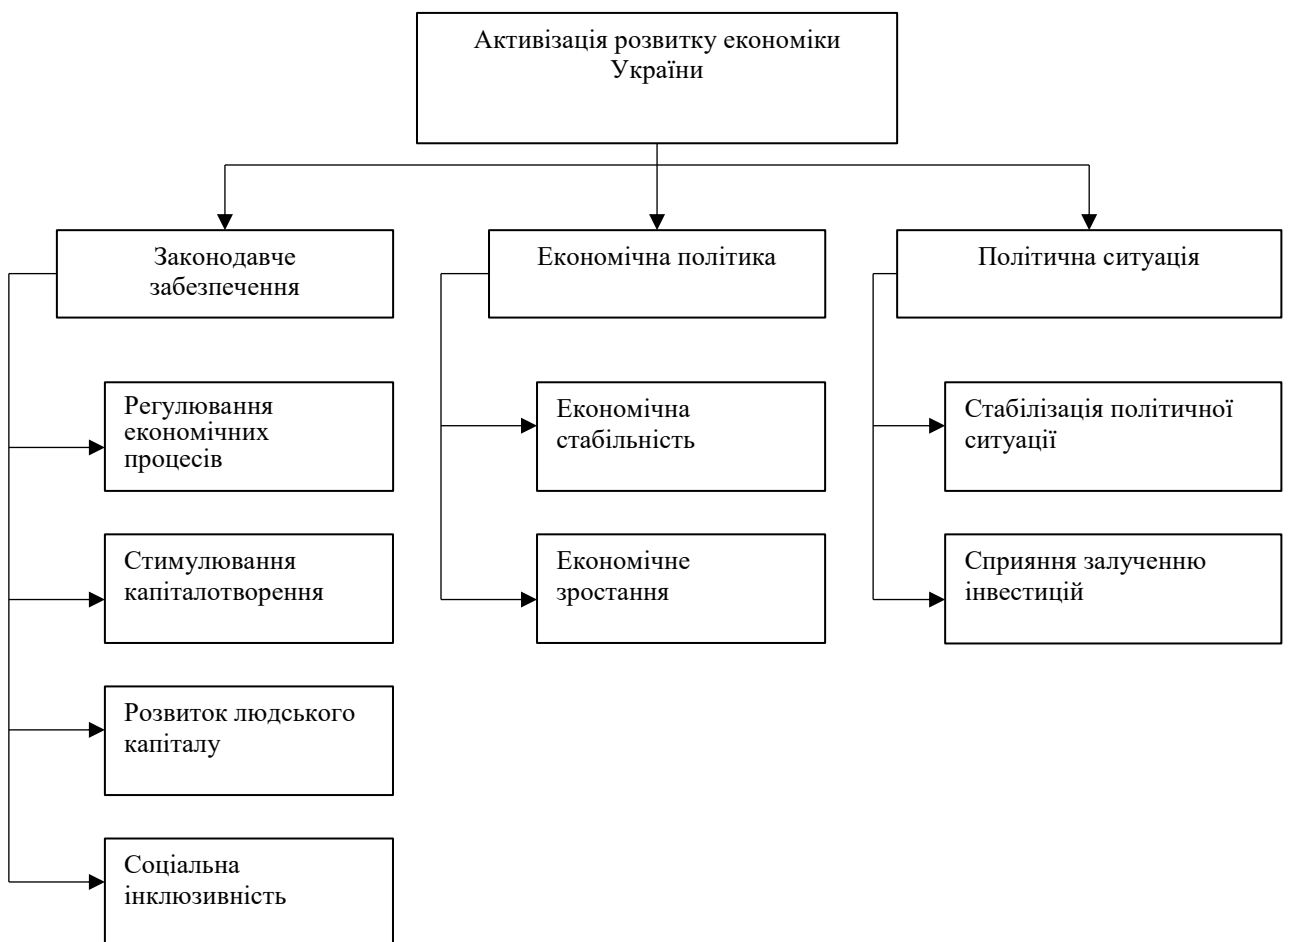 Активізація розвитку економіки
України
Законодавче
забезпечення
Економічна політика
Політична ситуація
Регулювання
економічних
процесів
Економічна
стабільність
Стабілізація політичної
ситуації
Стимулювання
капіталотворення
Економічне
зростання
Сприяння залученню
інвестицій
Розвиток людського
капіталу
Соціальна
інклюзивність